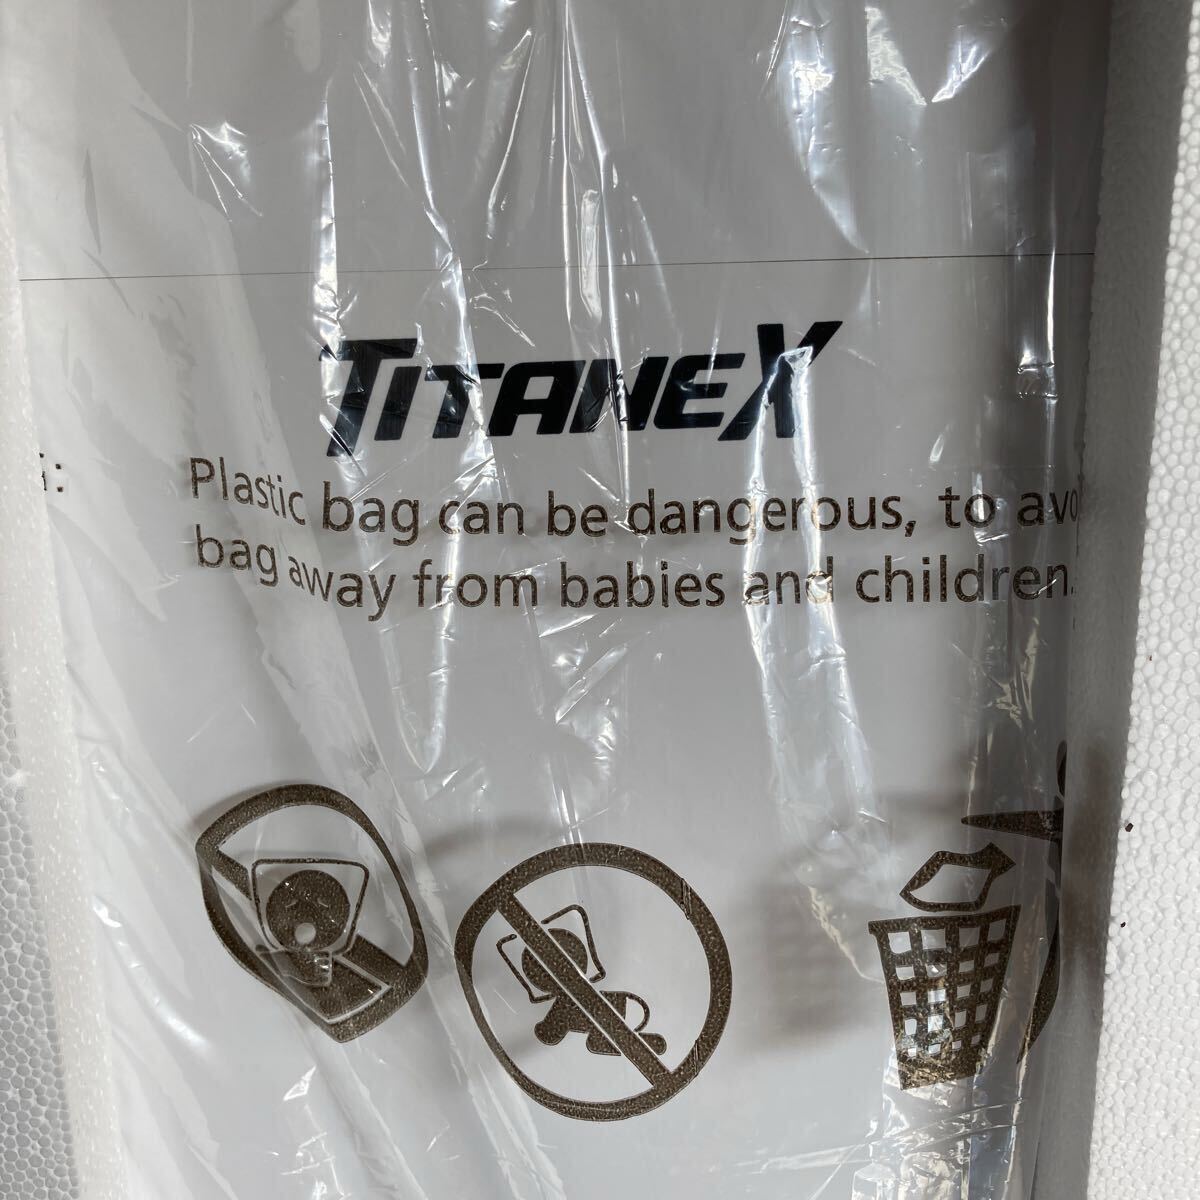 TITANEX
Plastic bag can be dangerous, to avo
bag away from babies and children.